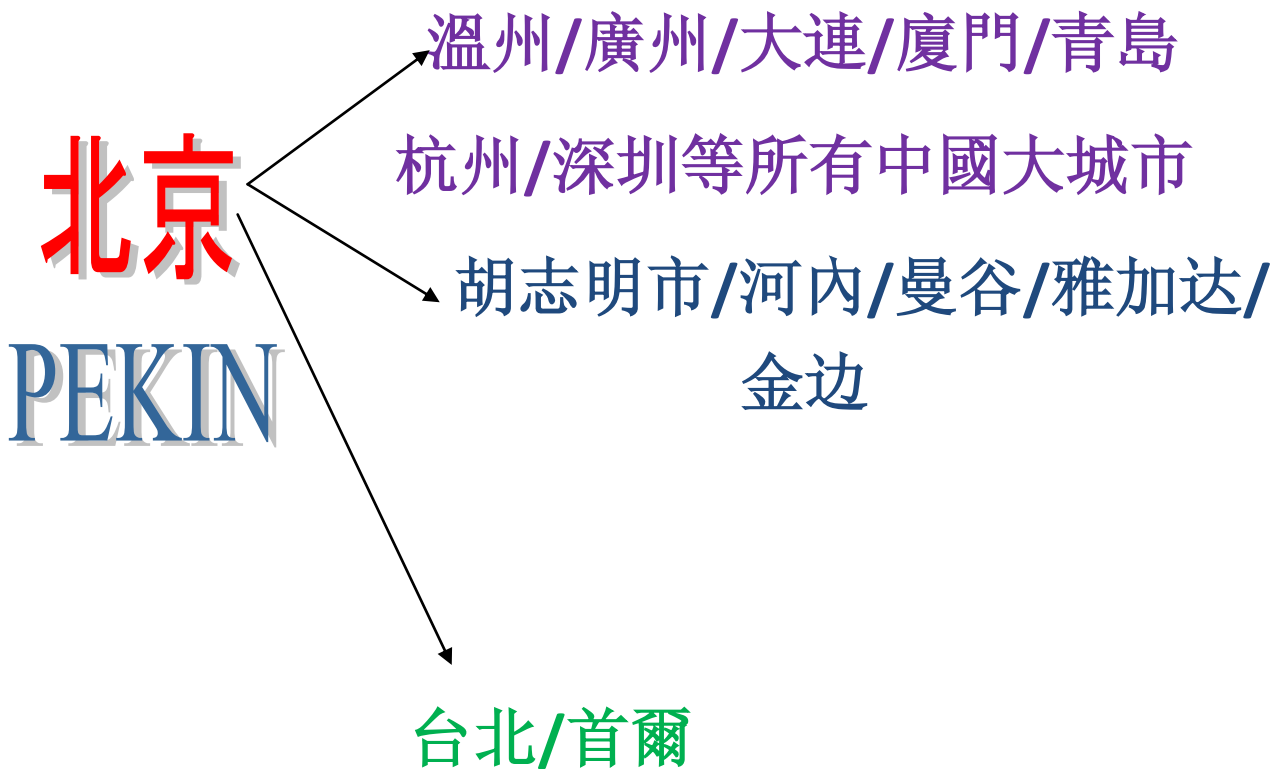 溫州/廣州/大連/廈門/青島
杭州/深圳等所有中國大城市
北京
胡志明市/河內/曼谷/雅加达/
金边
PEKIN
台北/首爾